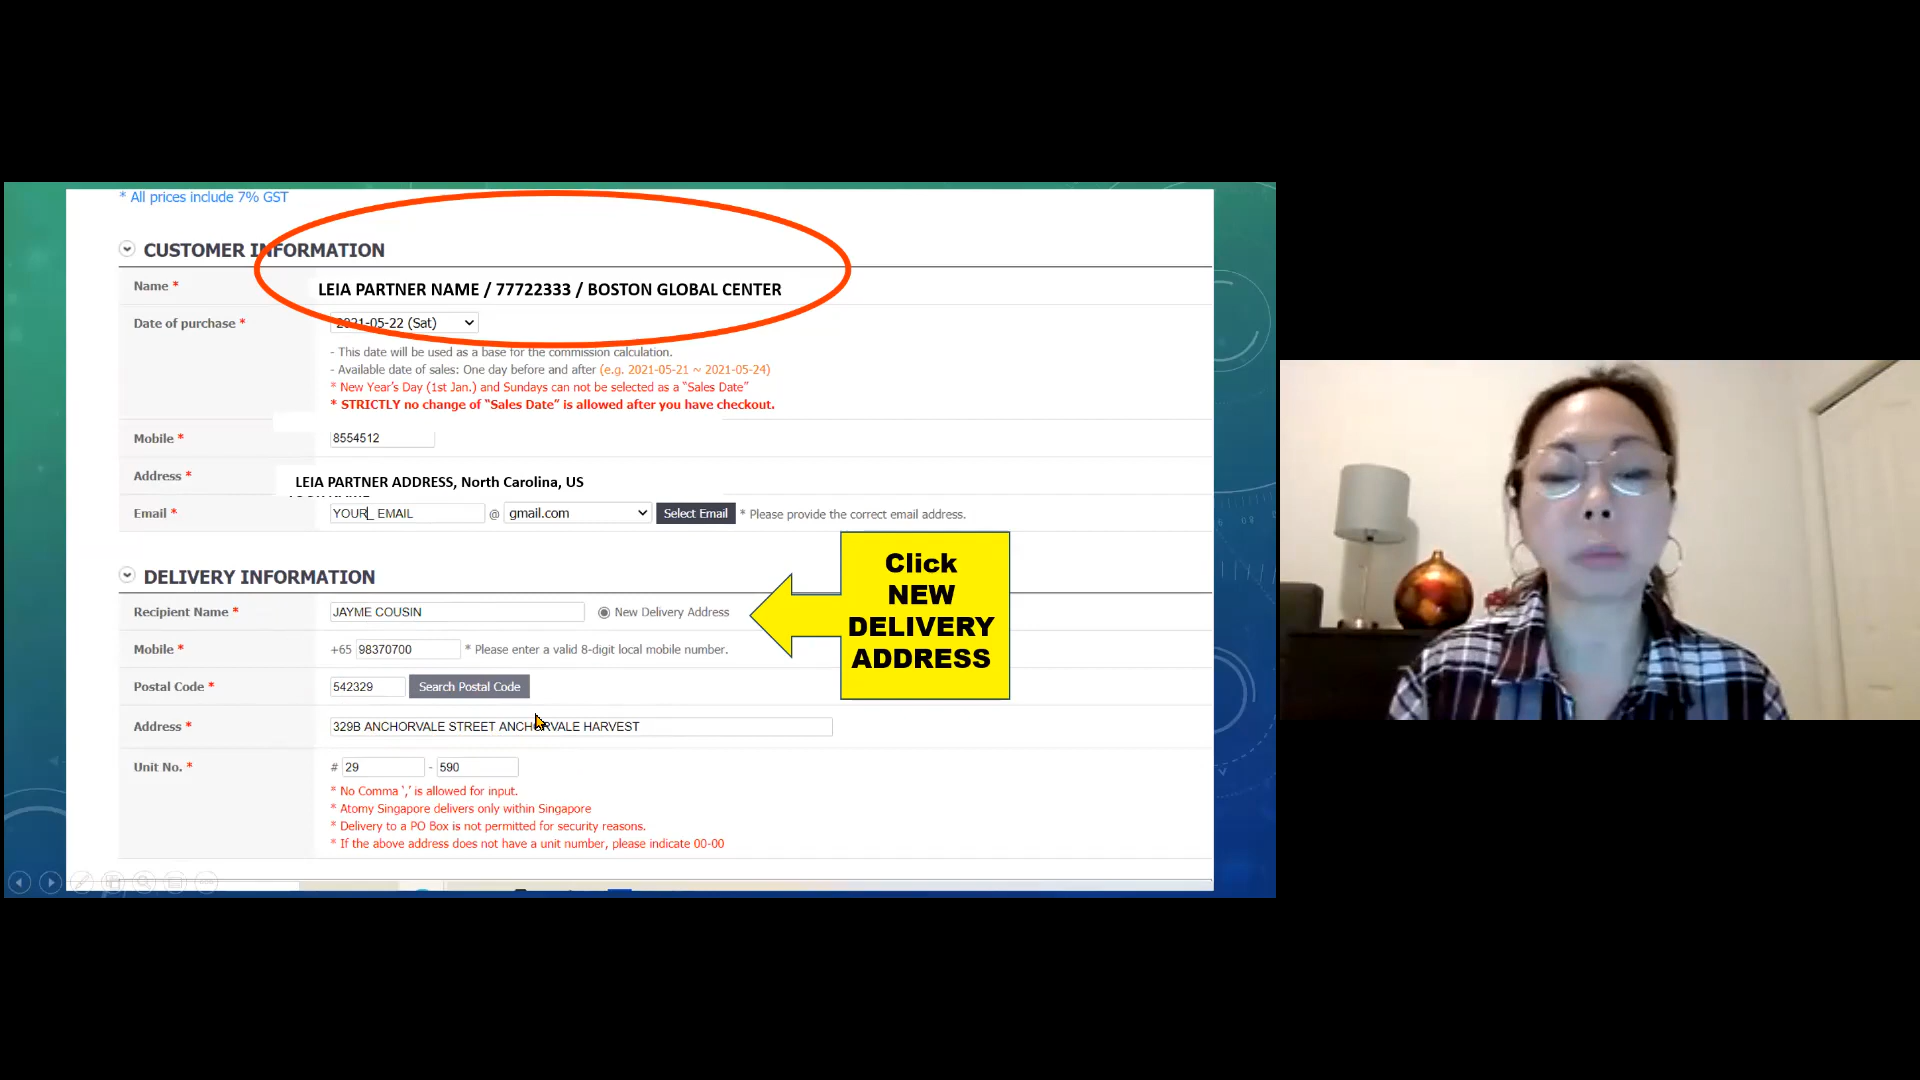 * All prices include 7% GST
CUSTOMER INFORMATION
Name *
LEIA PARTNER NAME / 77722333 / BOSTON GLOBAL CENTER
Date of purchase *
2021-05-22 (Sat)
- This date will be used as a base for the commission calculation.
- Available date of sales: One day before and after (e.g. 2021-05-21 ~ 2021-05-24)
* New Year's Day (1st Jan.) and Sundays can not be selected as a "Sales Date"
* STRICTLY no change of "Sales Date" is allowed after you have checkout.
Mobile *
8554512
Address *
LEIA PARTNER ADDRESS, North Carolina, US
Email *
YOUR_ EMAIL @ gmail.com Select Email * Please provide the correct email address.
DELIVERY INFORMATION
Recipient Name *
JAYME COUSIN New Delivery Address
Mobile *
+65 98370700 * Please enter a valid 8-digit local mobile number.
Postal Code *
542329 Search Postal Code
Address *
329B ANCHORVALE STREET ANCHORVALE HARVEST
Unit No. *
# 29 - 590
* No Comma ',' is allowed for input.
* Atomy Singapore delivers only within Singapore
* Delivery to a PO Box is not permitted for security reasons.
* If the above address does not have a unit number, please indicate 00-00
Click
NEW
DELIVERY
ADDRESS